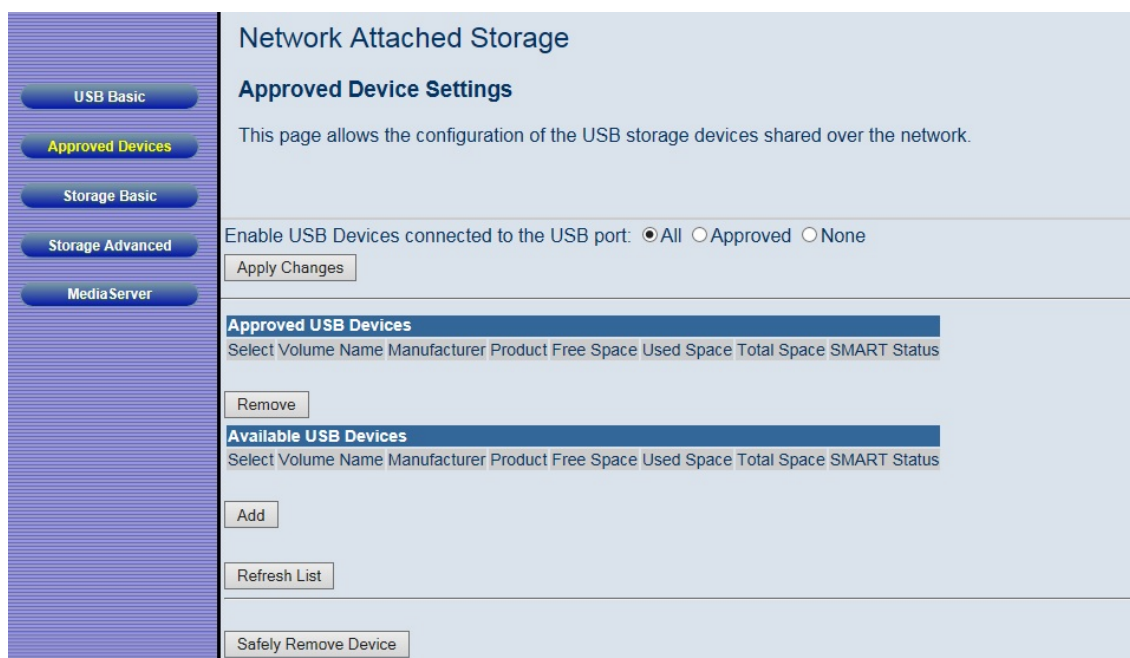 Network Attached Storage
USB Basic
Approved Devices
Storage Basic
Storage Advanced
MediaServer
Approved Device Settings
This page allows the configuration of the USB storage devices shared over the network.
Enable USB Devices connected to the USB port: All Approved None
Apply Changes
Approved USB Devices
Select Volume Name Manufacturer Product Free Space Used Space Total Space SMART Status
Remove
Available USB Devices
Select Volume Name Manufacturer Product Free Space Used Space Total Space SMART Status
Add
Refresh List
Safely Remove Device